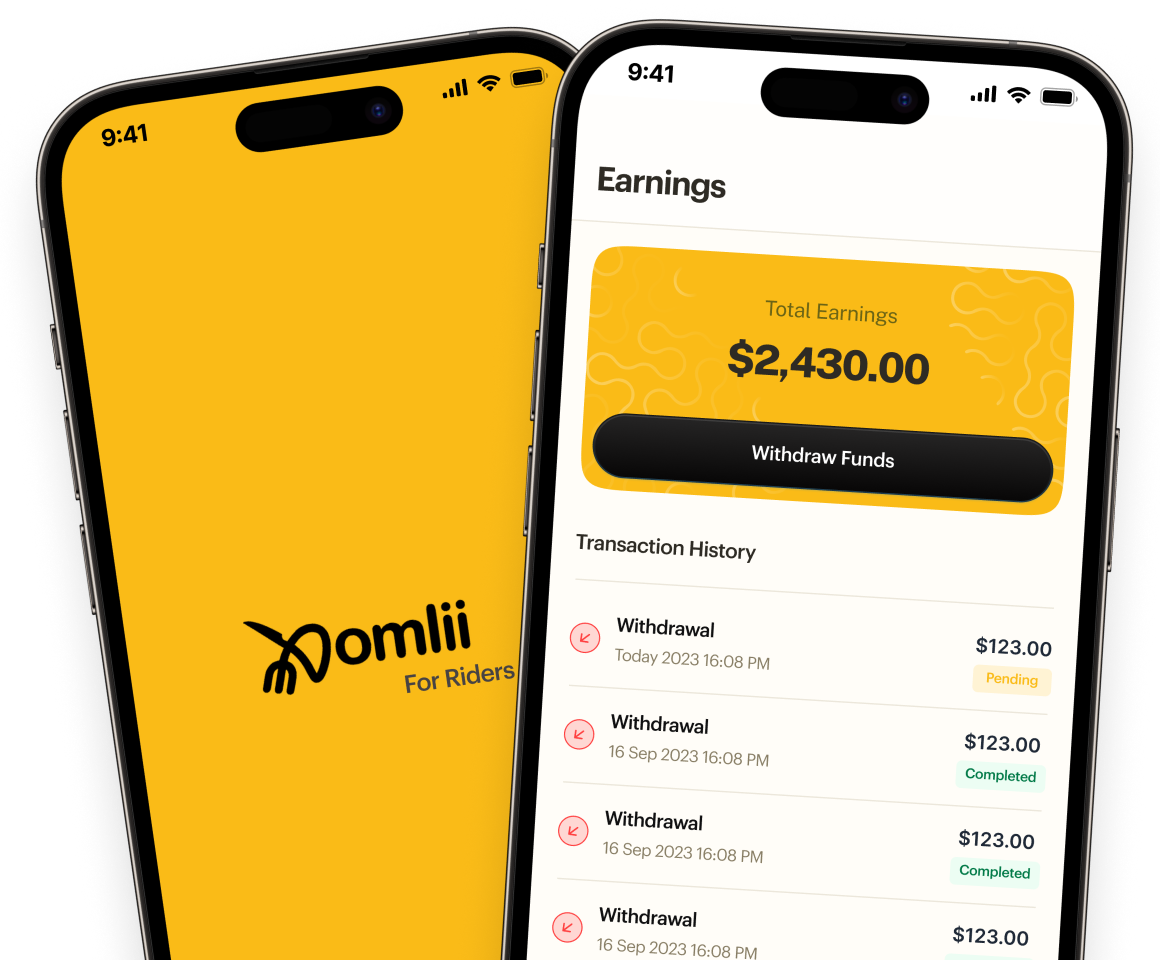 9:41
Domlii
For Riders
9:41
Earnings
Total Earnings
$2,430.00
Withdraw Funds
Transaction History
Withdrawal
$123.00
Today 2023 16:08 PM
Pending
Withdrawal
$123.00
16 Sep 2023 16:08 PM
Completed
Withdrawal
$123.00
16 Sep 2023 16:08 PM
Completed
Withdrawal
$123.00
16 Sep 2023 16:08 PM